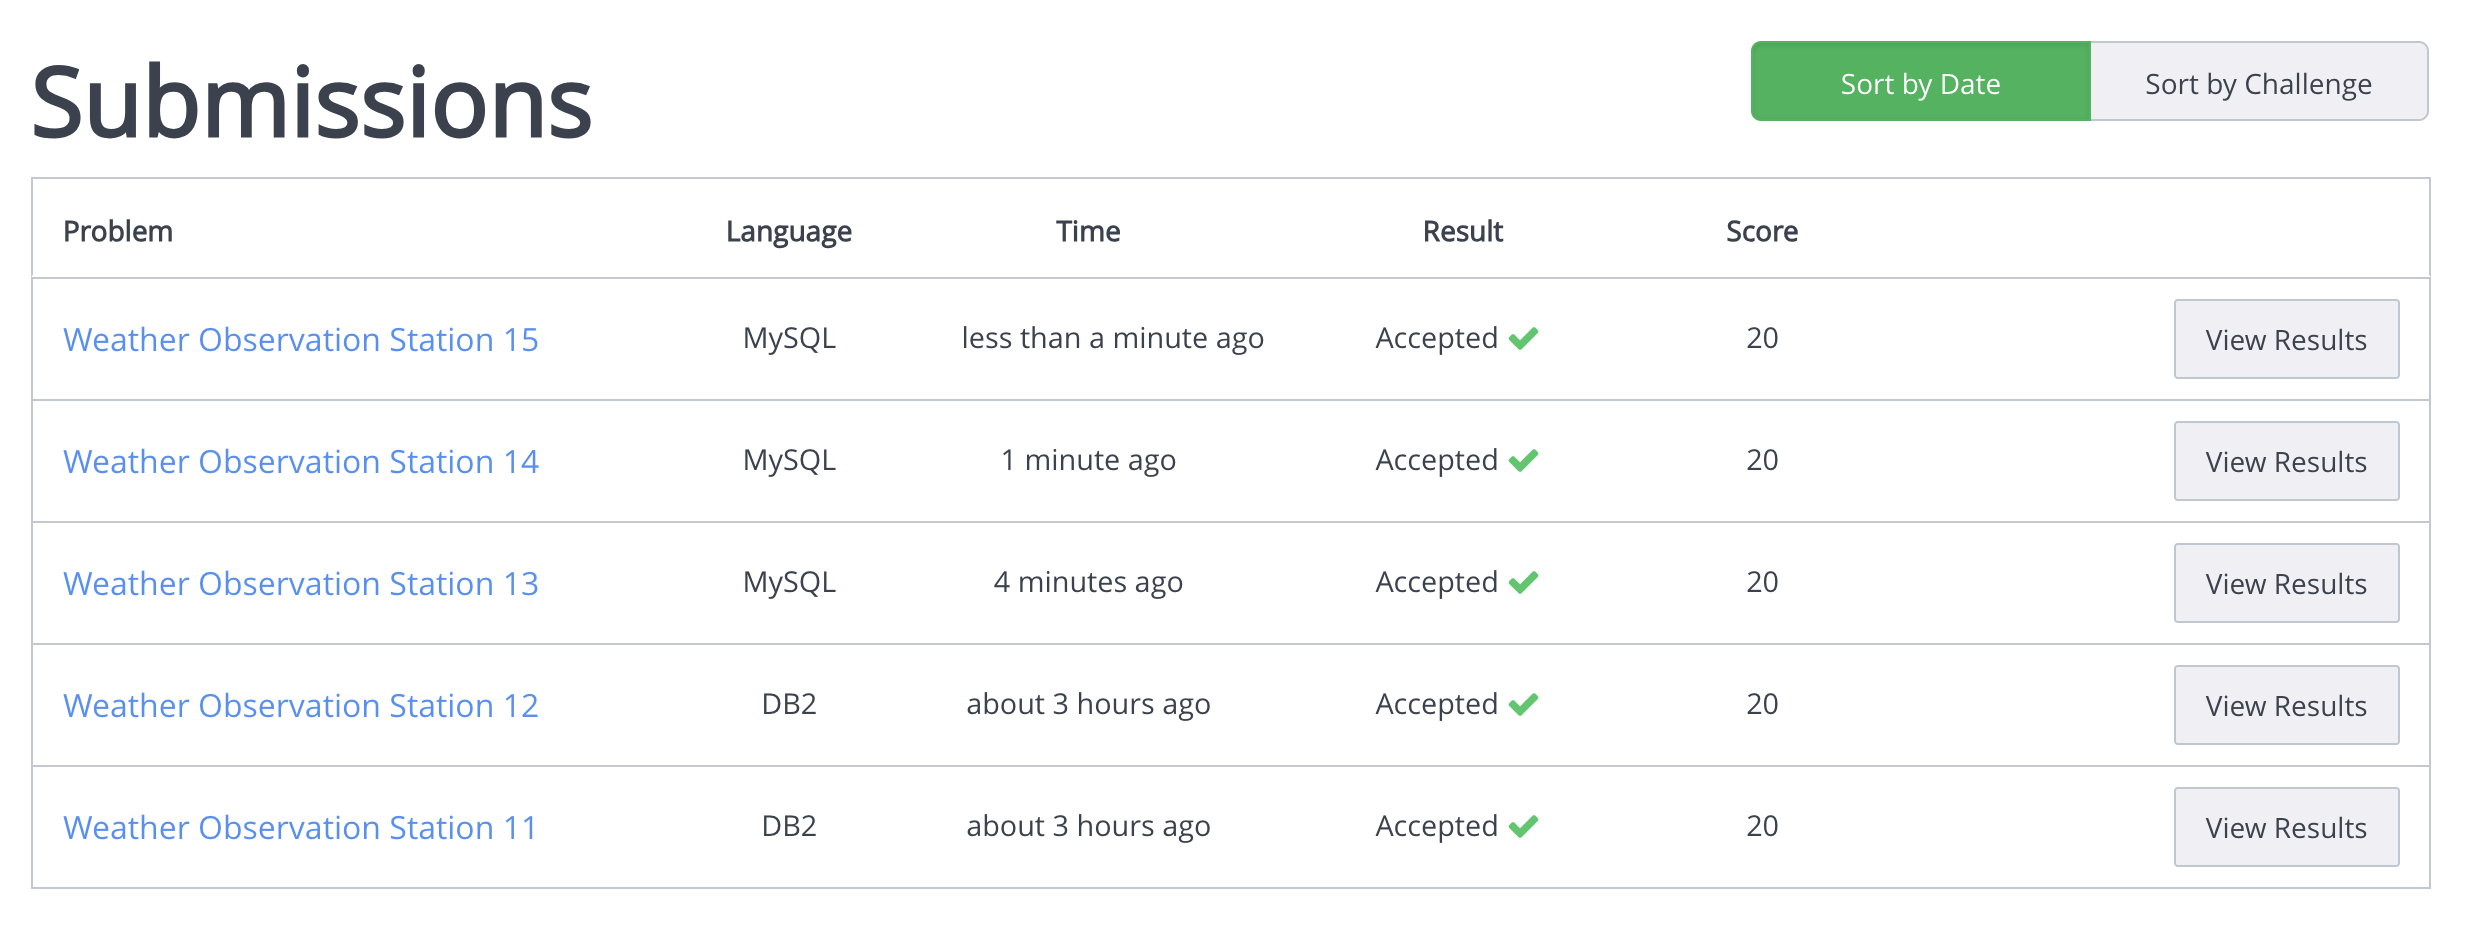 Submissions
Sort by Date Sort by Challenge
Problem Language Time Result Score
Weather Observation Station 15 MySQL less than a minute ago Accepted 20 View Results
Weather Observation Station 14 MySQL 1 minute ago Accepted 20 View Results
Weather Observation Station 13 MySQL 4 minutes ago Accepted 20 View Results
Weather Observation Station 12 DB2 about 3 hours ago Accepted 20 View Results
Weather Observation Station 11 DB2 about 3 hours ago Accepted 20 View Results